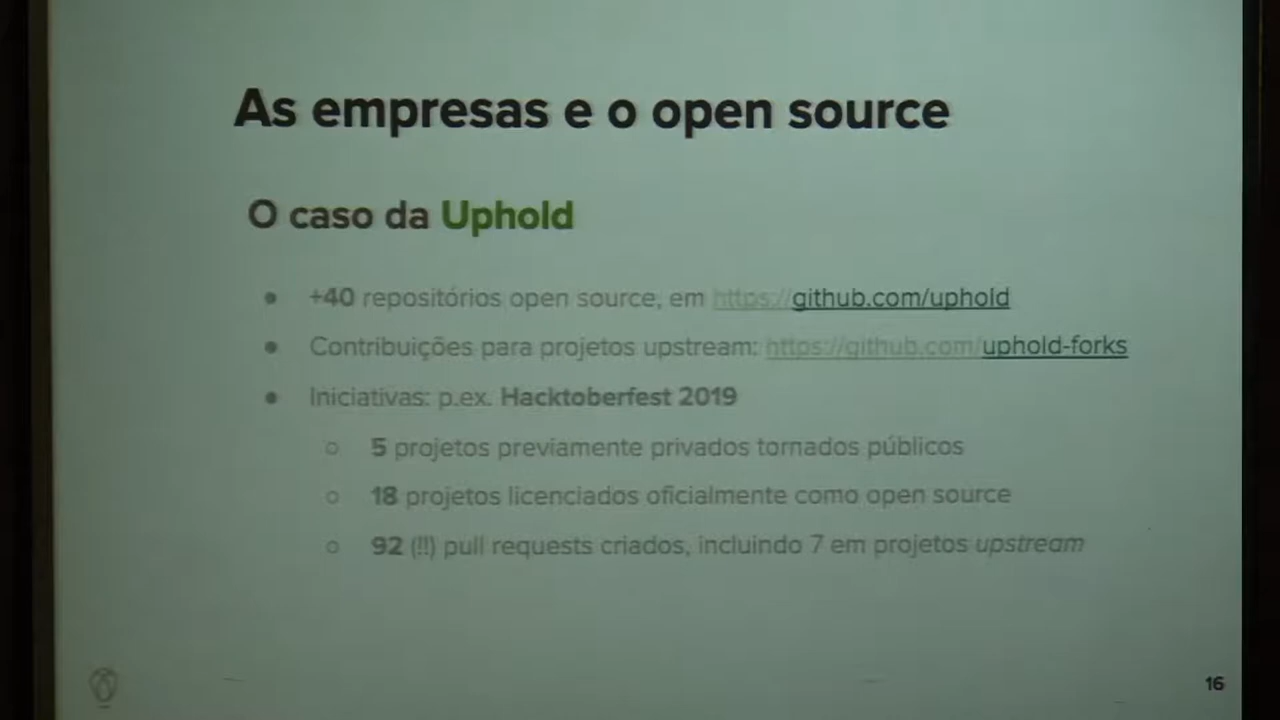 As empresas e o open source
O caso da Uphold
+40 repositórios open source, em https://github.com/uphold
Contribuições para projetos upstream: https://github.com/uphold-forks
Iniciativas: p.ex. Hacktoberfest 2019
5 projetos previamente privados tornados públicos
18 projetos licenciados oficialmente como open source
92 (!!) pull requests criados, incluindo 7 em projetos upstream
16